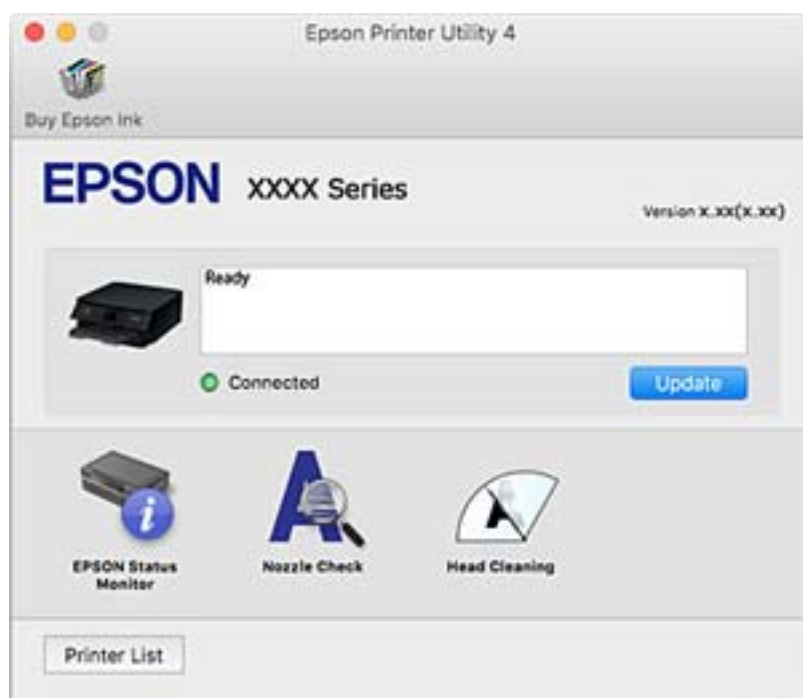 Epson Printer Utility 4
Buy Epson Ink
EPSON XXXX Series
Version x.xx(x.xx)
Ready
Connected
Update
EPSON Status
Monitor
Nozzle Check
Head Cleaning
Printer List